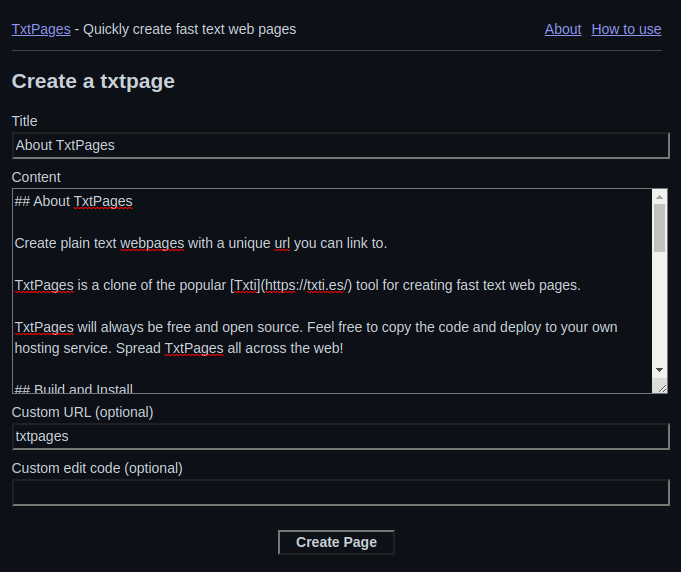 TxtPages - Quickly create fast text web pages About How to use
Create a txtpage
Title
About TxtPages
Content
## About TxtPages
Create plain text webpages with a unique url you can link to.
TxtPages is a clone of the popular [Txti](https://txti.es/) tool for creating fast text web pages.
TxtPages will always be free and open source. Feel free to copy the code and deploy to your own
hosting service. Spread TxtPages all across the web!
## Build and Install
Custom URL (optional)
txtpages
Custom edit code (optional)
Create Page